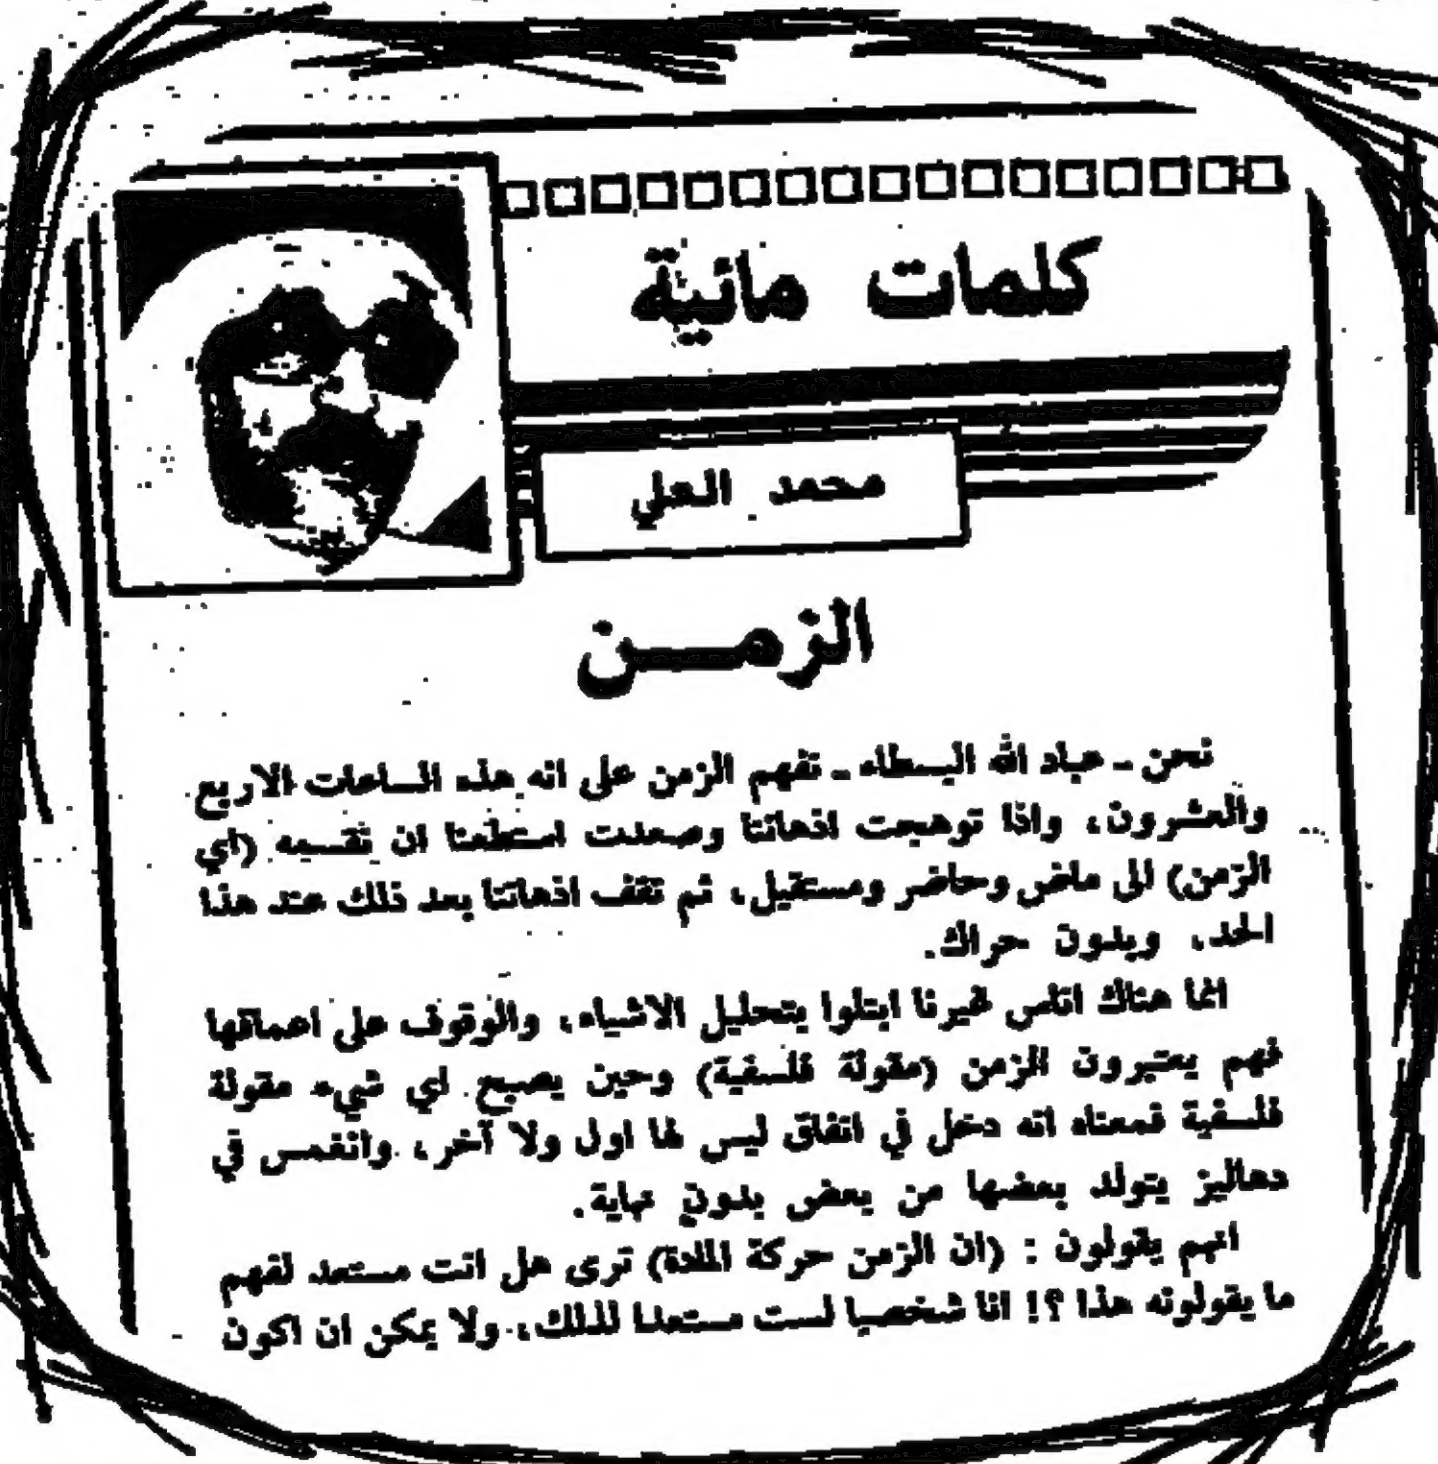 كلمات مائية
محمد العلي
الزمـــن
نحن ـ عباد الله البسطاء ـ نفهم الزمن على انه هذه الساعات الاربع
والعشرون، واذا توهجت اذهاننا وصعدت استطعنا ان نقسمه (اي
الزمن) الى ماض وحاضر ومستقبل، ثم تقف اذهاننا بعد ذلك عند هذا
الحد، وبدون حراك.
انما هناك اناس غيرنا ابتلوا بتحليل الاشياء، والوقوف على اعماقها
فهم يعتبرون الزمن (مقولة فلسفية) وحين يصبح اي شيء مقولة
فلسفية فمعناه انه دخل في انفاق ليس لها اول ولا آخر، وانغمس في
دهاليز يتولد بعضها من بعض بدون نهاية.
انهم يقولون : (ان الزمن حركة المادة) ترى هل انت مستعد لفهم
ما يقولونه هذا ؟! انا شخصيا لست مستعدا لذلك، ولا يمكن ان اكون